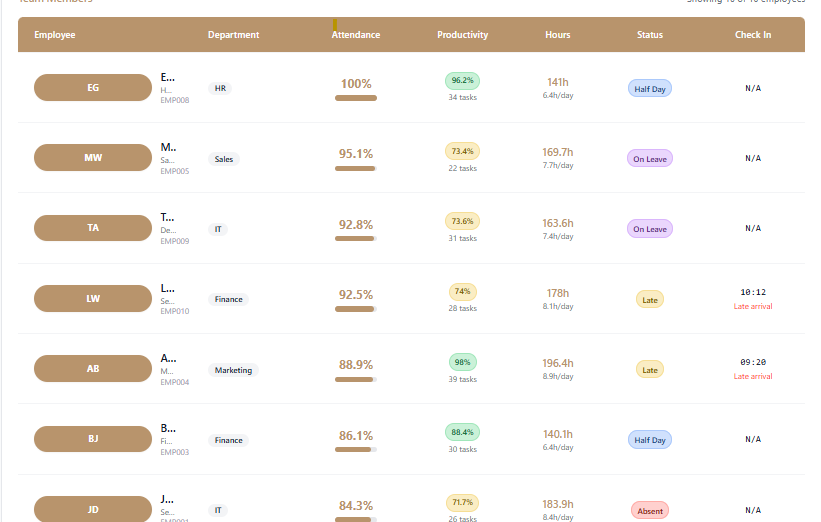 Team Members
Showing 10 of 10 employees
Employee Department Attendance Productivity Hours Status Check In
EG E... HR 100% 96.2% 141h Half Day N/A
H... 34 tasks 6.4h/day
EMP008
MW M... Sales 95.1% 73.4% 169.7h On Leave N/A
Sa... 22 tasks 7.7h/day
EMP005
TA T... IT 92.8% 73.6% 163.6h On Leave N/A
De... 31 tasks 7.4h/day
EMP009
LW L... Finance 92.5% 74% 178h Late 10:12
Se... 28 tasks 8.1h/day Late arrival
EMP010
AB A... Marketing 88.9% 98% 196.4h Late 09:20
M... 39 tasks 8.9h/day Late arrival
EMP004
BJ B... Finance 86.1% 88.4% 140.1h Half Day N/A
Fi... 30 tasks 6.4h/day
EMP003
JD J... IT 84.3% 71.7% 183.9h Absent N/A
Se... 26 tasks 8.4h/day
EMP001